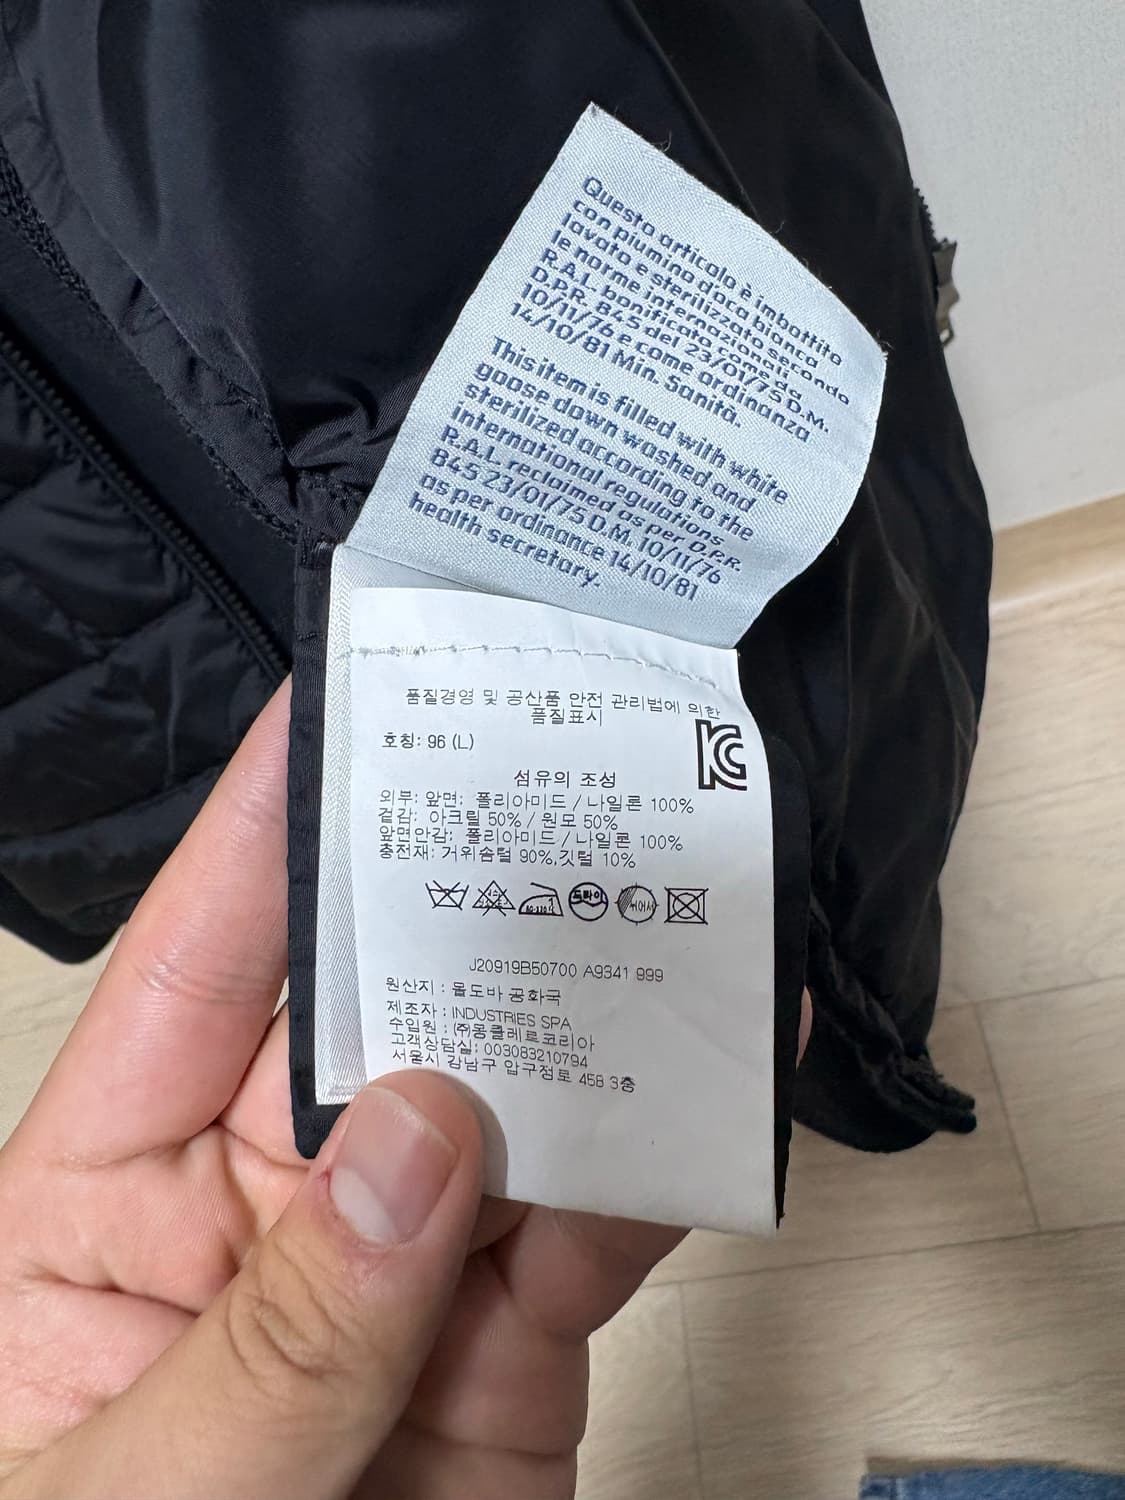 Questo articolo è imbottito
con piumino d'oca bianco
lavato e sterilizzato secondo
le norme internazionali
R.A.I. bonificato come da
D.P.R. 845 del 23/01/75 D.M.
10/11/76 e come ordinanza
14/10/81 Min. Sanità.
This item is filled with white
goose down washed and
sterilized according to the
international regulations
R.A.I. reclaimed as per D.P.R.
845 23/01/75 D.M. 10/11/76
as per ordinance 14/10/81
health secretary.
품질경영 및 공산품 안전 관리법에 의한
품질표시
호칭: 96 (L)
섬유의 조성
외부: 앞면: 폴리아미드 / 나일론 100%
겉감: 아크릴 50% / 원모 50%
앞면안감: 폴리아미드 / 나일론 100%
충전재: 거위솜털 90%,깃털 10%
드라이
J20919B50700 A9341 999
원산지 : 몰도바 공화국
제조자 : INDUSTRIES SPA
수입원 : ㈜몽클레르코리아
고객상담실: 003083210794
서울시 강남구 압구정로 458 3층